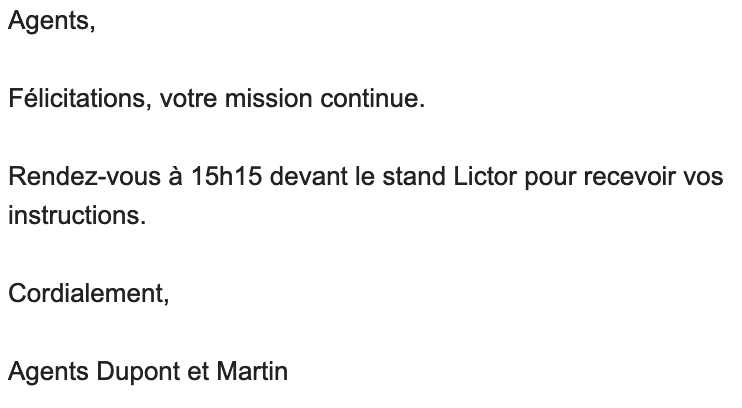 Agents,
Félicitations, votre mission continue.
Rendez-vous à 15h15 devant le stand Lictor pour recevoir vos
instructions.
Cordialement,
Agents Dupont et Martin